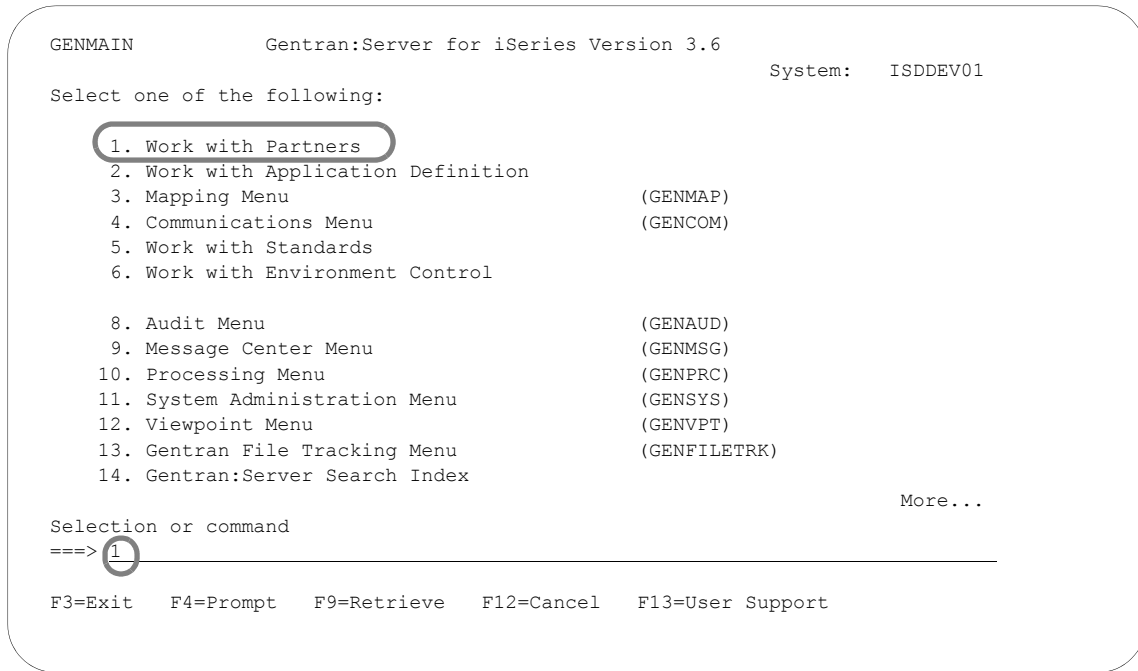 GENMAIN Gentran:Server for iSeries Version 3.6
System: ISDDEV01
Select one of the following:
1. Work with Partners
2. Work with Application Definition
3. Mapping Menu (GENMAP)
4. Communications Menu (GENCOM)
5. Work with Standards
6. Work with Environment Control
8. Audit Menu (GENAUD)
9. Message Center Menu (GENMSG)
10. Processing Menu (GENPRC)
11. System Administration Menu (GENSYS)
12. Viewpoint Menu (GENVPT)
13. Gentran File Tracking Menu (GENFILETRK)
14. Gentran:Server Search Index
More...
Selection or command
===> 1
F3=Exit F4=Prompt F9=Retrieve F12=Cancel F13=User Support